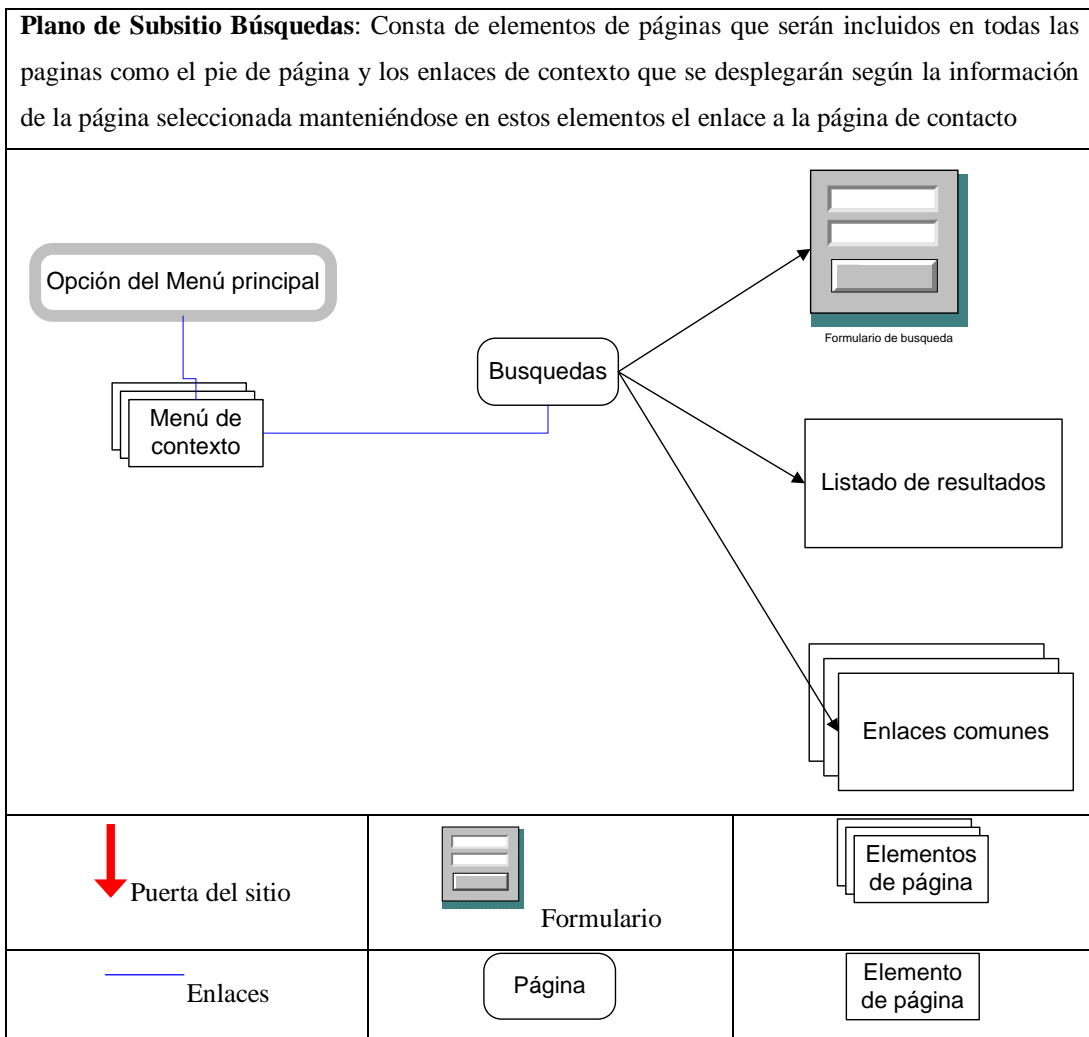 Plano de Subsitio Búsquedas: Consta de elementos de páginas que serán incluidos en todas las
paginas como el pie de página y los enlaces de contexto que se desplegarán según la información
de la página seleccionada manteniéndose en estos elementos el enlace a la página de contacto
Opción del Menú principal
Formulario de busqueda
Busquedas
Menú de
contexto
Listado de resultados
Enlaces comunes
Puerta del sitio
Formulario
Elementos
de página
Enlaces
Página
Elemento
de página